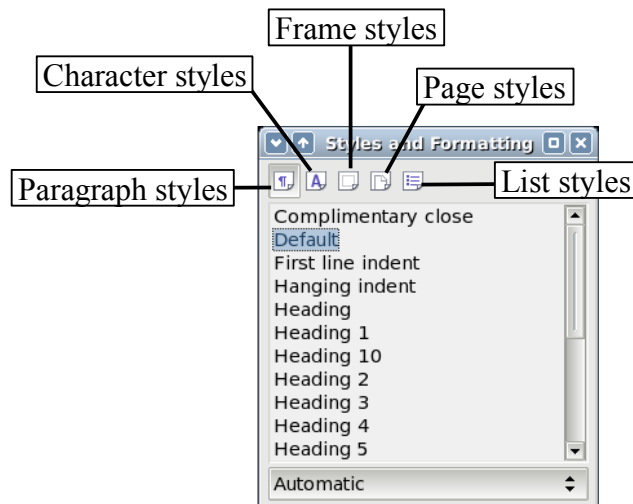 Frame styles
Character styles
Page styles
Styles and Formatting
Paragraph styles
List styles
Complimentary close
Default
First line indent
Hanging indent
Heading
Heading 1
Heading 10
Heading 2
Heading 3
Heading 4
Heading 5
Automatic